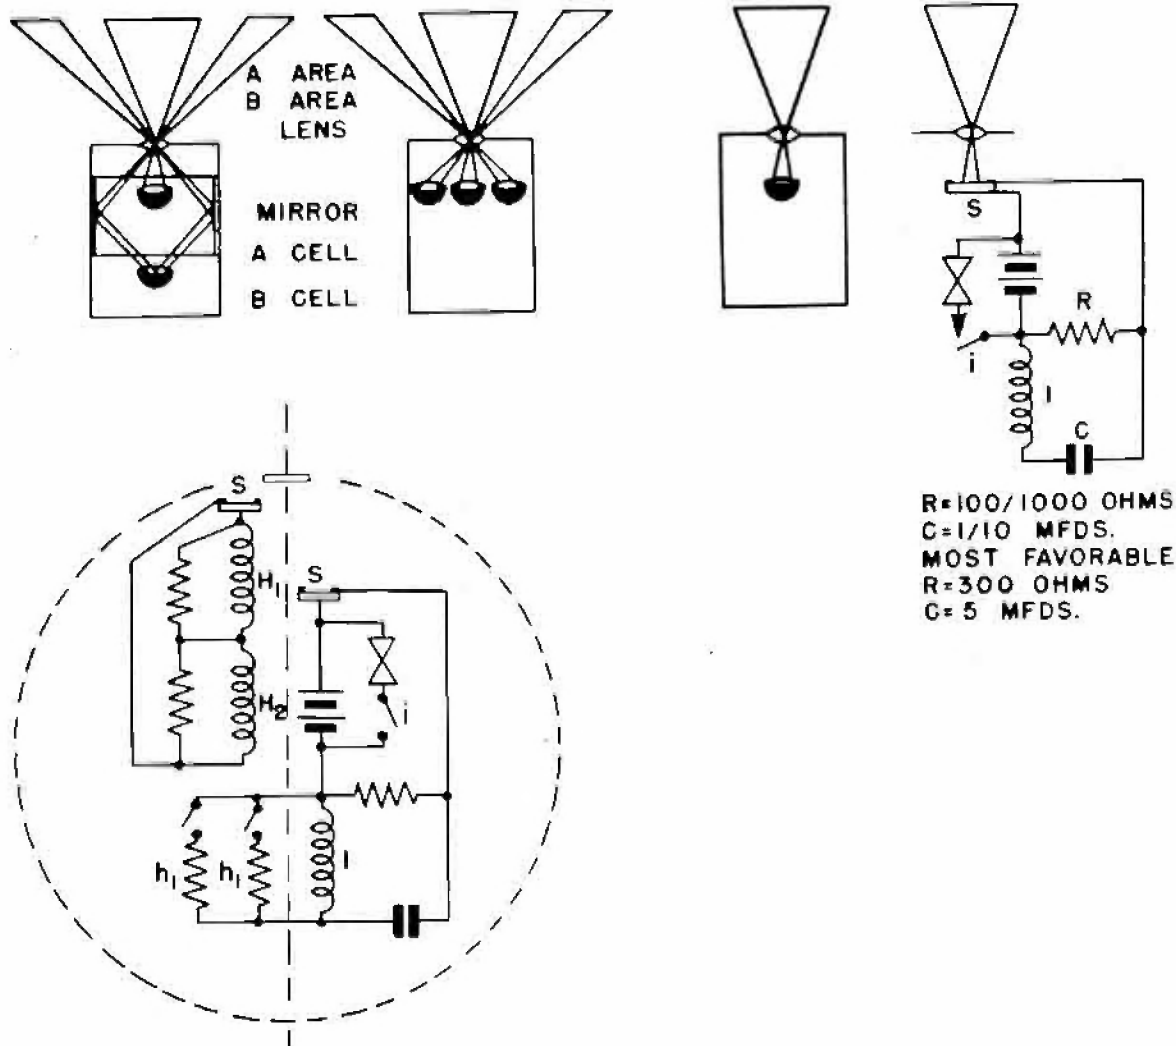 A AREA
B AREA
LENS
MIRROR
A CELL
B CELL
S
R
i
l
C
R=100/1000 OHMS
C=1/10 MFDS.
MOST FAVORABLE
R=300 OHMS
C=5 MFDS.
S
H1
S
H2
i
h1
h1
l